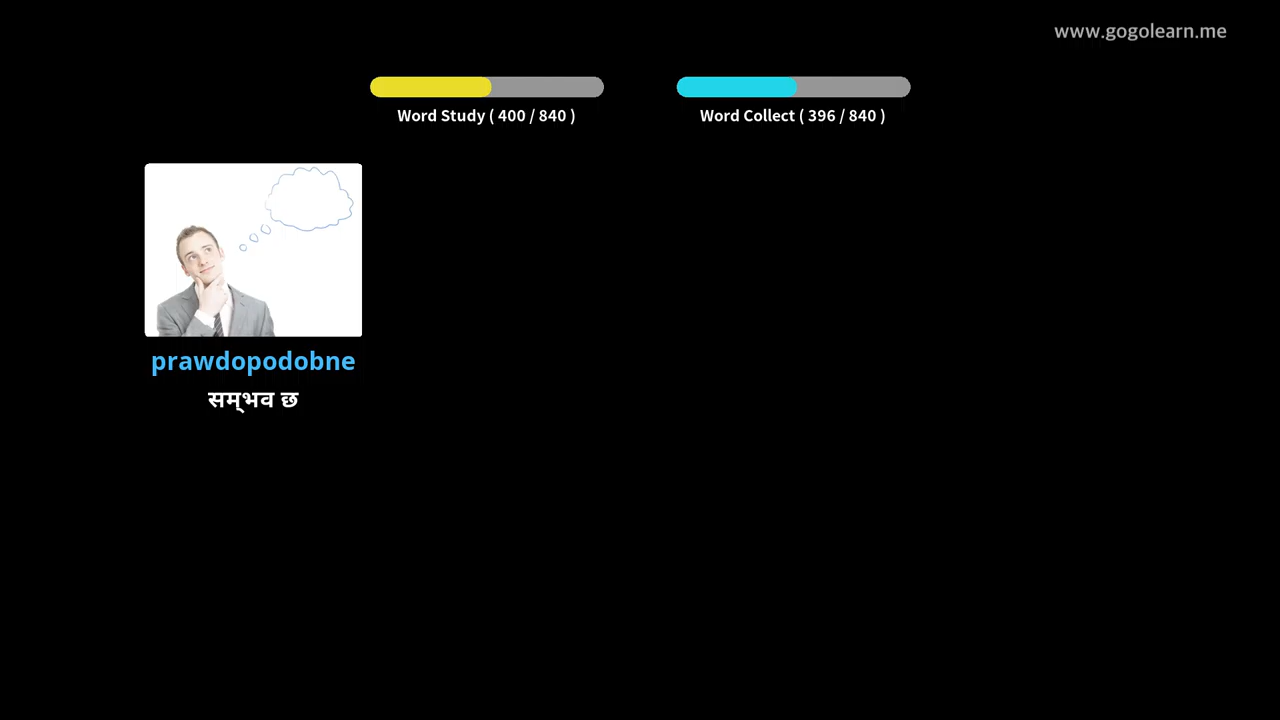 www.gogolearn.me
Word Study ( 400 / 840 )
Word Collect ( 396 / 840 )
prawdopodobne
सम्भव छ